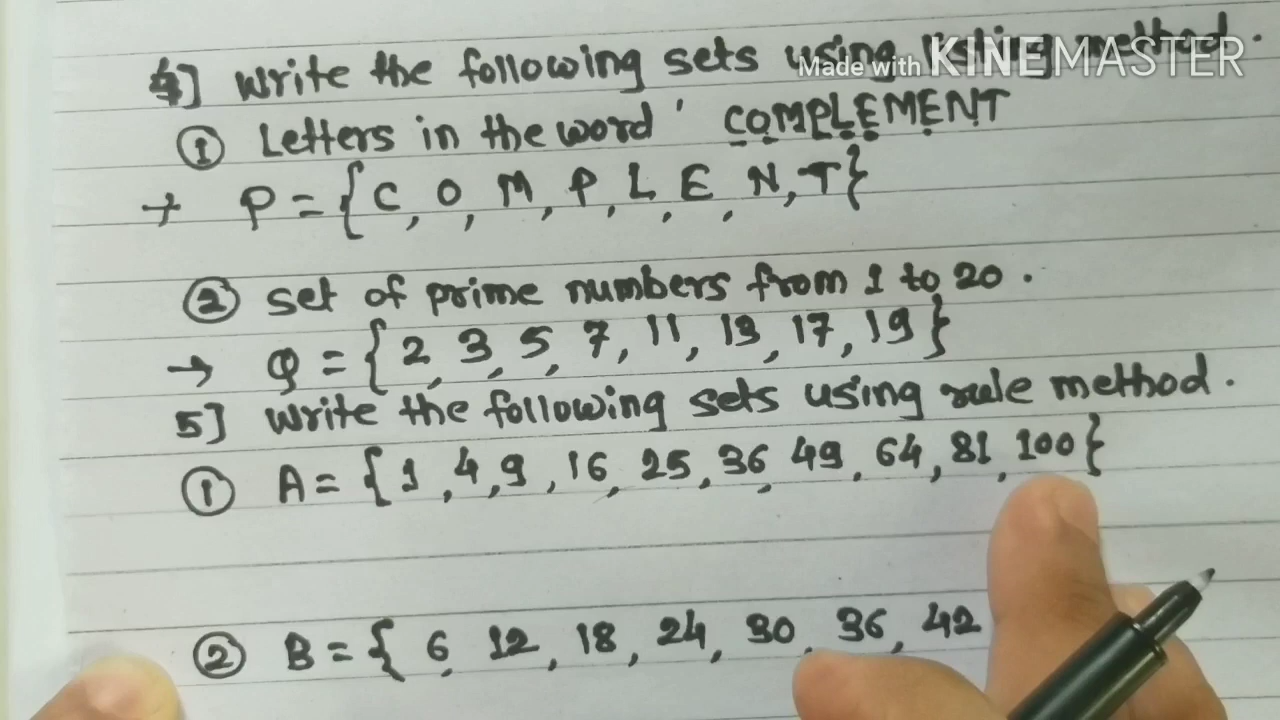 4] Write the following sets using listing method.
Made with KINEMASTER
① Letters in the word ' COMPLEMENT
→ P = { C, O, M, P, L, E, N, T}
② set of prime numbers from 1 to 20.
→ Q = { 2, 3, 5, 7, 11, 13, 17, 19}
5] Write the following sets using rule method.
① A = { 1, 4, 9, 16, 25, 36, 49, 64, 81, 100}
② B = { 6, 12, 18, 24, 30, 36, 42